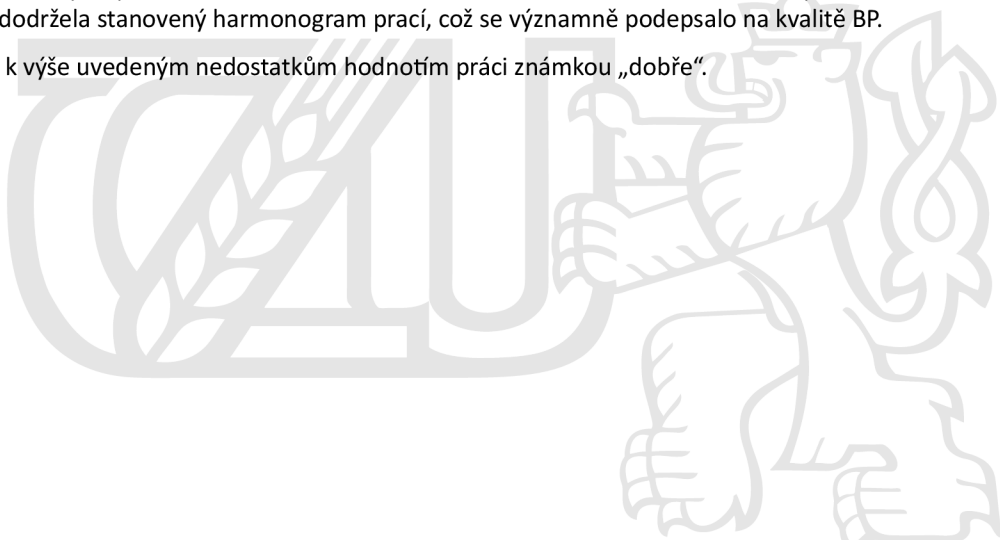 dodržela stanovený harmonogram prací, což se významně podepsalo na kvalitě BP.
k výše uvedeným nedostatkům hodnotím práci známkou „dobře“.